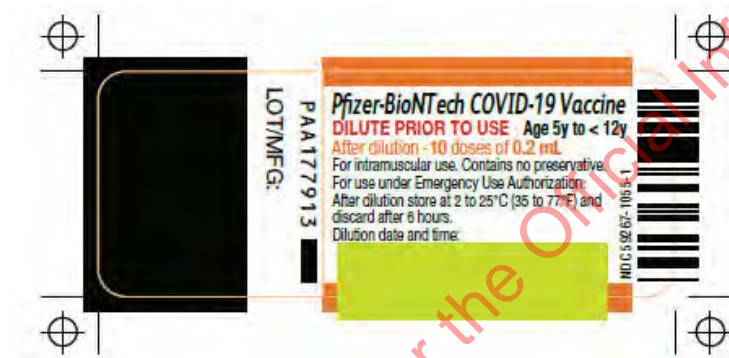 LOT/MFG:
PAA177913
Pfizer-BioNTech COVID-19 Vaccine
DILUTE PRIOR TO USE Age 5y to < 12y
After dilution - 10 doses of 0.2 mL
For intramuscular use. Contains no preservative.
For use under Emergency Use Authorization.
After dilution store at 2 to 25°C (35 to 77°F) and
discard after 6 hours.
Dilution date and time:
NDC 59267-1055-1
r the Official In